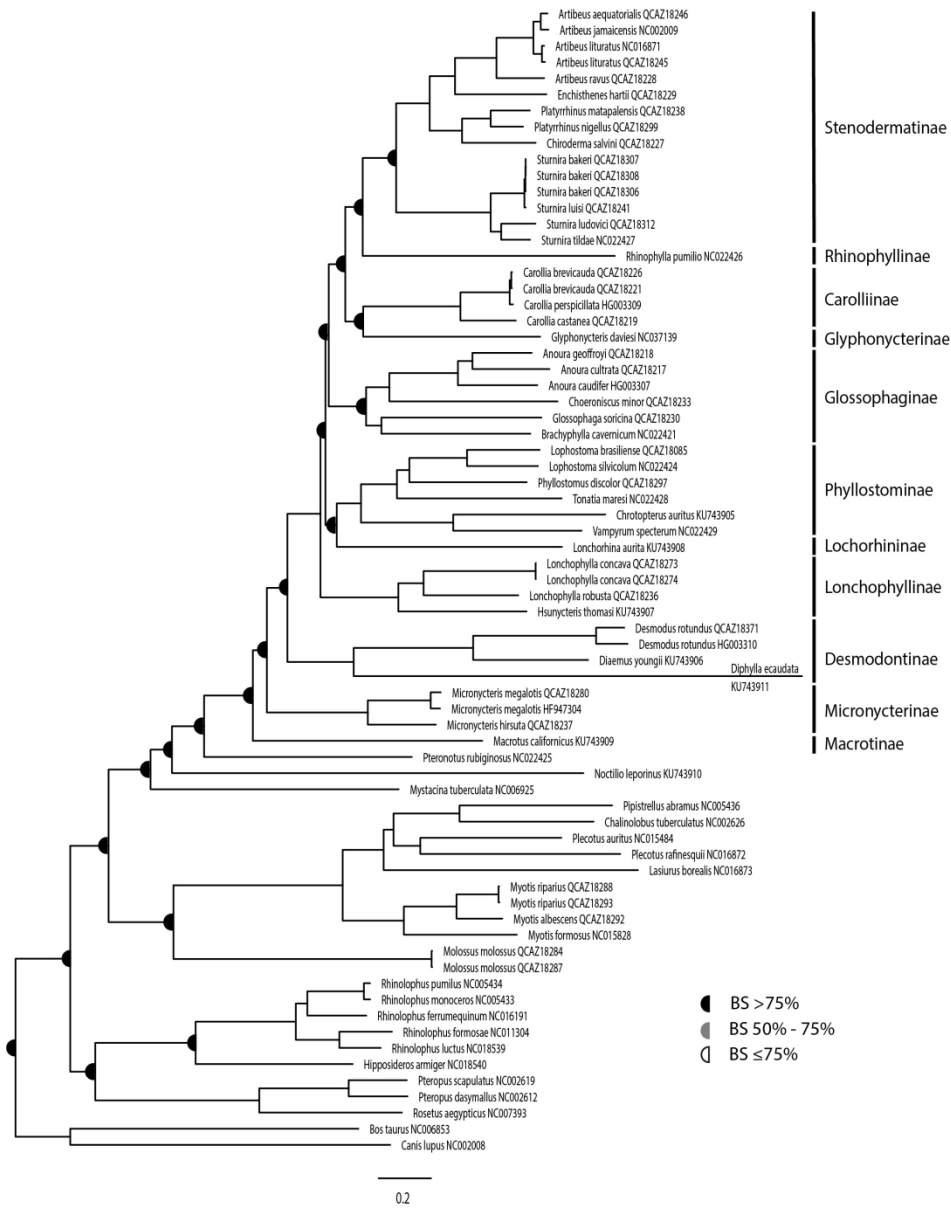 Artibeus aequatorialis QCAZ18246
Artibeus jamaicensis NC002009
Artibeus lituratus NC016871
Artibeus lituratus QCAZ18245
Artibeus ravus QCAZ18228
Enchisthenes hartii QCAZ18229
Platyrrhinus matapalensis QCAZ18238
Platyrrhinus nigellus QCAZ18299
Chiroderma salvini QCAZ18227
Sturnira bakeri QCAZ18307
Sturnira bakeri QCAZ18308
Sturnira bakeri QCAZ18306
Sturnira luisi QCAZ18241
Sturnira ludovici QCAZ18312
Sturnira tildae NC022427
Stenodermatinae
Rhinophylla pumilio NC022426
Rhinophyllinae
Carollia brevicauda QCAZ18226
Carollia brevicauda QCAZ18221
Carollia perspicillata HG003309
Carollia castanea QCAZ18219
Carolliinae
Glyphonycteris daviesi NC037139
Glyphonycterinae
Anoura geoffroyi QCAZ18218
Anoura cultrata QCAZ18217
Anoura caudifer HG003307
Choeroniscus minor QCAZ18233
Glossophaga soricina QCAZ18230
Brachyphylla cavernicum NC022421
Glossophaginae
Lophostoma brasiliense QCAZ18085
Lophostoma silvicolum NC022424
Phyllostomus discolor QCAZ18297
Tonatia maresi NC022428
Chrotopterus auritus KU743905
Vampyrum specterum NC022429
Phyllostominae
Lonchorhina aurita KU743908
Lochorhininae
Lonchophylla concava QCAZ18273
Lonchophylla concava QCAZ18274
Lonchophylla robusta QCAZ18236
Hsunycteris thomasi KU743907
Lonchophyllinae
Desmodus rotundus QCAZ18371
Desmodus rotundus HG003310
Diaemus youngii KU743906
Diphylla ecaudata
KU743911
Desmodontinae
Micronycteris megalotis QCAZ18280
Micronycteris megalotis HF947304
Micronycteris hirsuta QCAZ18237
Micronycterinae
Macrotus californicus KU743909
Macrotinae
Pteronotus rubiginosus NC022425
Noctilio leporinus KU743910
Mystacina tuberculata NC006925
Pipistrellus abramus NC005436
Chalinolobus tuberculatus NC002626
Plecotus auritus NC015484
Plecotus rafinesquii NC016872
Lasiurus borealis NC016873
Myotis riparius QCAZ18288
Myotis riparius QCAZ18293
Myotis albescens QCAZ18292
Myotis formosus NC015828
Molossus molossus QCAZ18284
Molossus molossus QCAZ18287
Rhinolophus pumilus NC005434
Rhinolophus monoceros NC005433
Rhinolophus ferrumequinum NC016191
Rhinolophus formosae NC011304
Rhinolophus luctus NC018539
Hipposideros armiger NC018540
Pteropus scapulatus NC002619
Pteropus dasymallus NC002612
Rosetus aegypticus NC007393
Bos taurus NC006853
Canis lupus NC002008
BS >75%
BS 50% - 75%
BS ≤75%
0.2